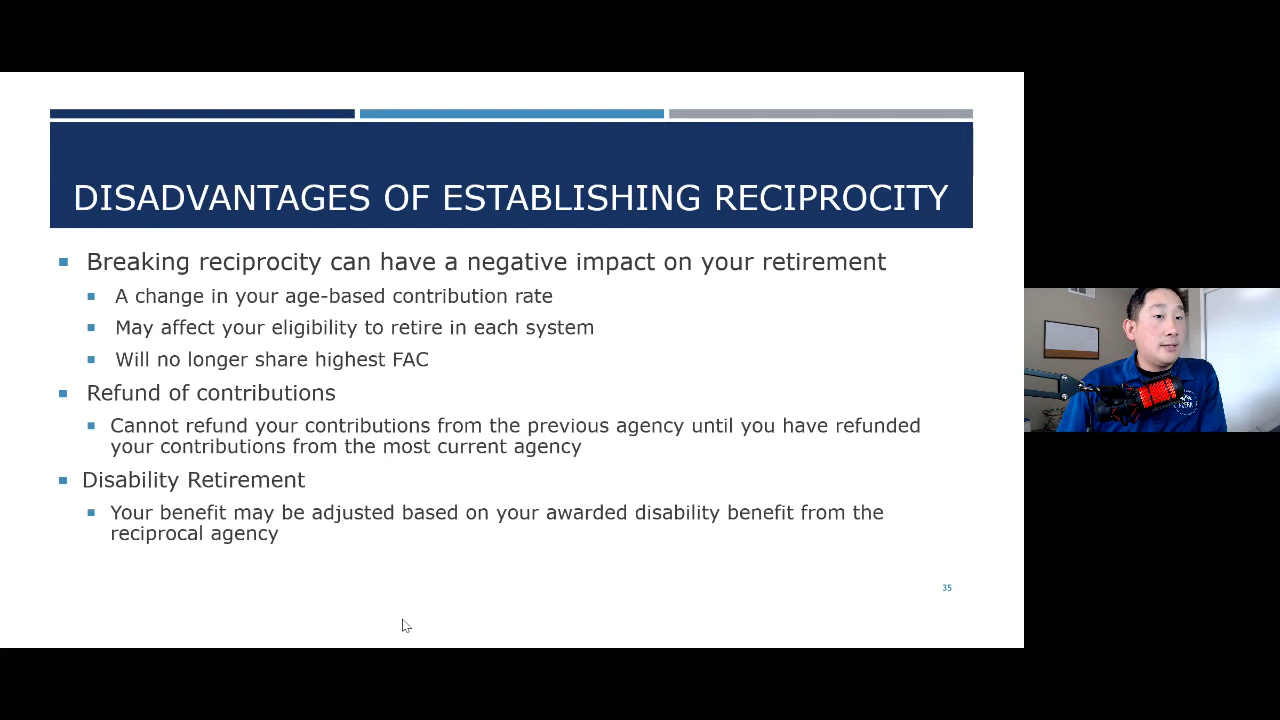 DISADVANTAGES OF ESTABLISHING RECIPROCITY
Breaking reciprocity can have a negative impact on your retirement
A change in your age-based contribution rate
May affect your eligibility to retire in each system
Will no longer share highest FAC
Refund of contributions
Cannot refund your contributions from the previous agency until you have refunded
your contributions from the most current agency
Disability Retirement
Your benefit may be adjusted based on your awarded disability benefit from the
reciprocal agency
35